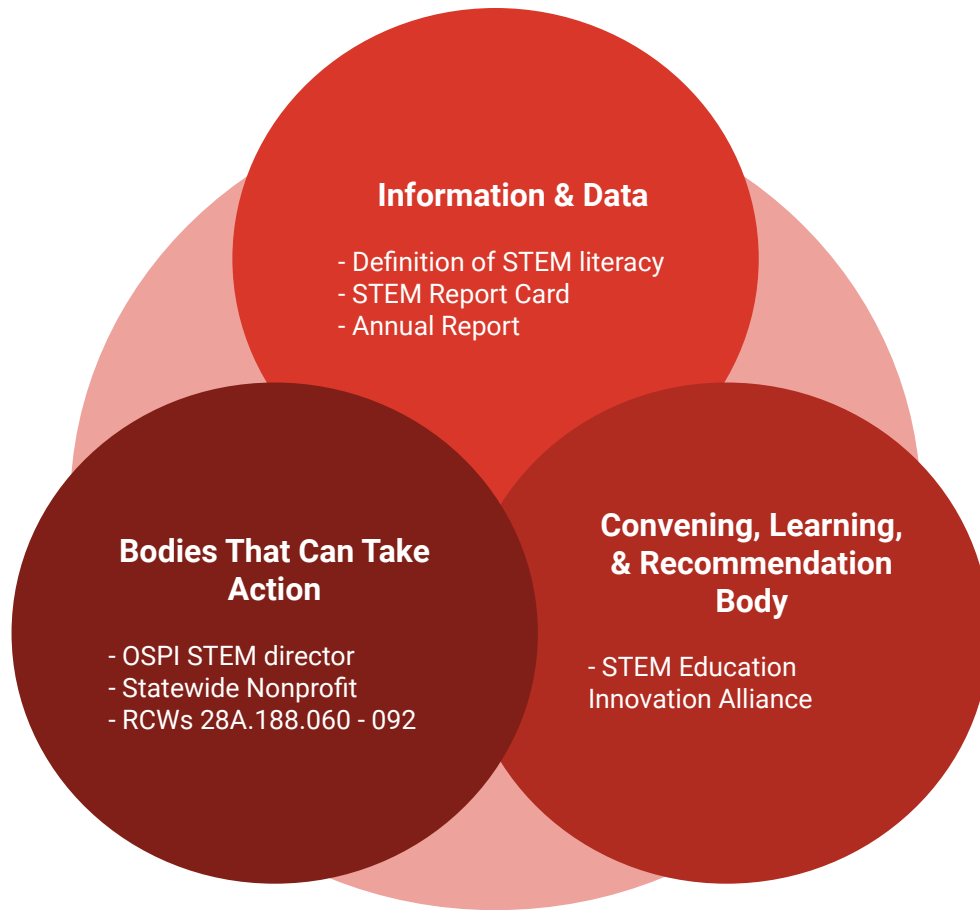 Information & Data
- Definition of STEM literacy
- STEM Report Card
- Annual Report
Bodies That Can Take
Action
- OSPI STEM director
- Statewide Nonprofit
- RCWs 28A.188.060 - 092
Convening, Learning,
& Recommendation
Body
- STEM Education
Innovation Alliance